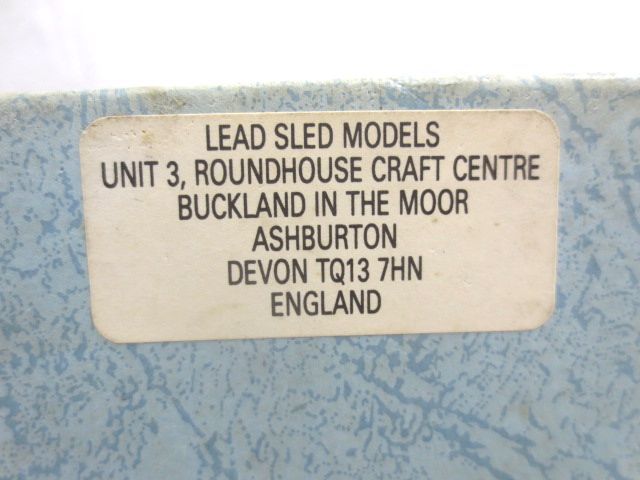 LEAD SLED MODELS
UNIT 3, ROUNDHOUSE CRAFT CENTRE
BUCKLAND IN THE MOOR
ASHBURTON
DEVON TQ13 7HN
ENGLAND